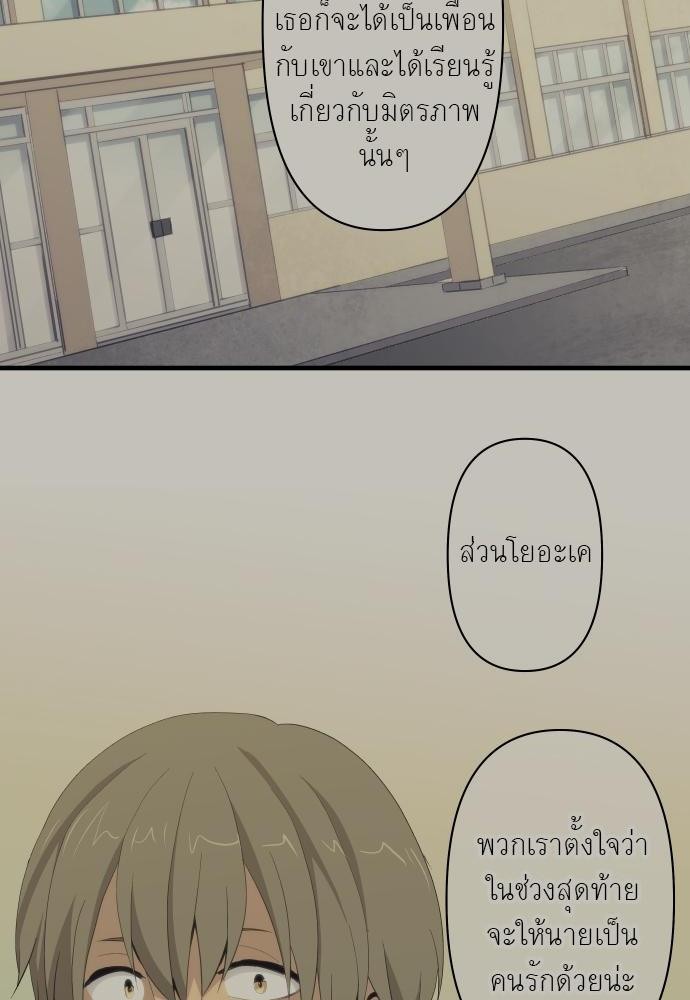 เธอก็จะได้เป็นเพื่อน
กับเขาและได้เรียนรู้
เกี่ยวกับมิตรภาพ
นั้นๆ
ส่วนโยอะเค
พวกเราตั้งใจว่า
ในช่วงสุดท้าย
จะให้นายเป็น
คนรักด้วยน่ะ